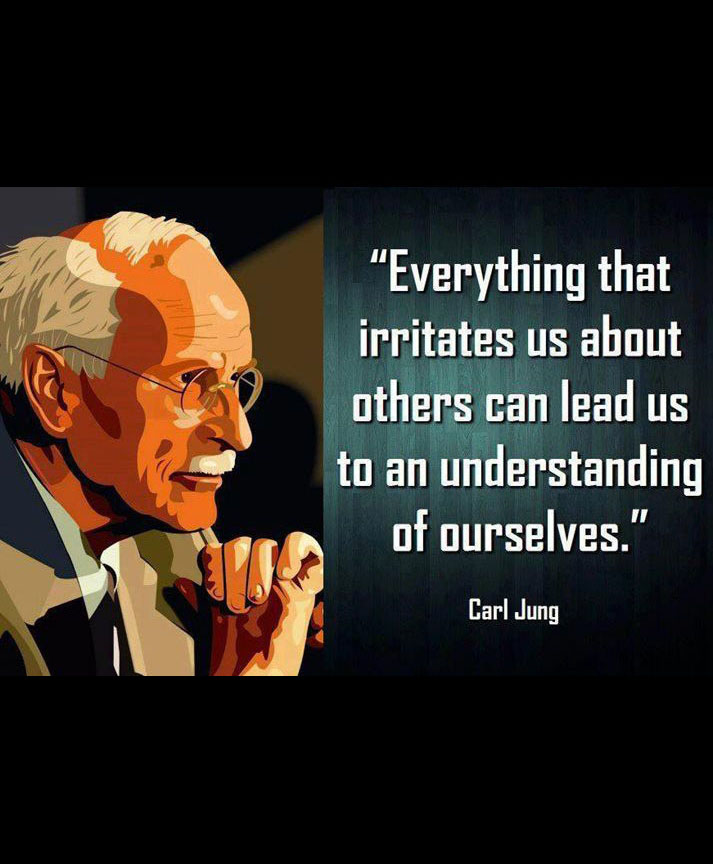 “Everything that
irritates us about
others can lead us
to an understanding
of ourselves.”
Carl Jung